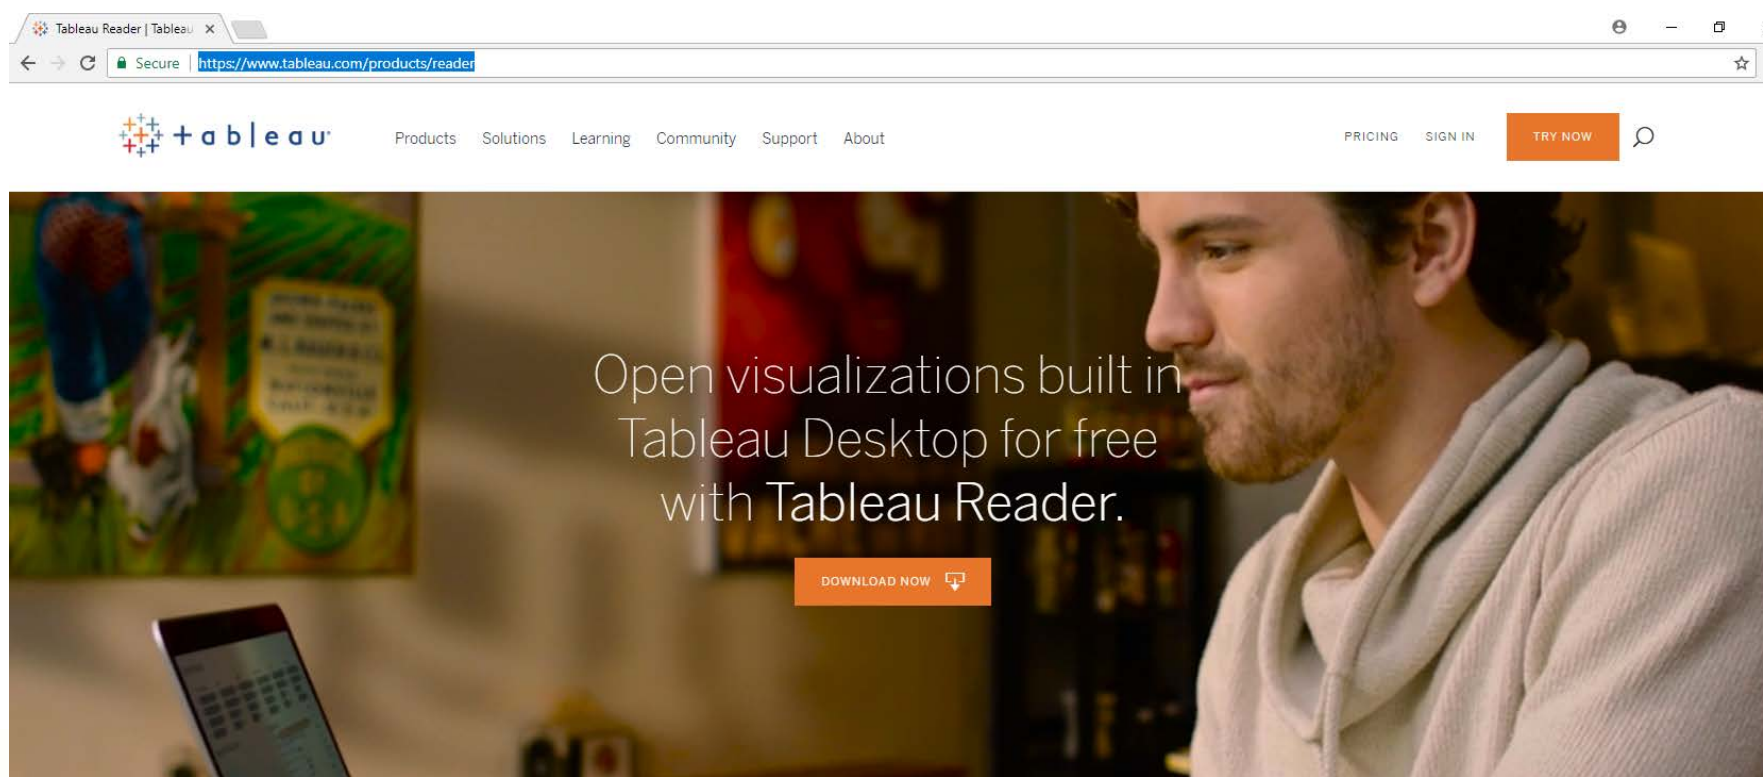 Tableau Reader | Tableau
Secure | https://www.tableau.com/products/reader
+ a b l e a u
Products Solutions Learning Community Support About
PRICING SIGN IN TRY NOW
Open visualizations built in
Tableau Desktop for free
with Tableau Reader.
DOWNLOAD NOW